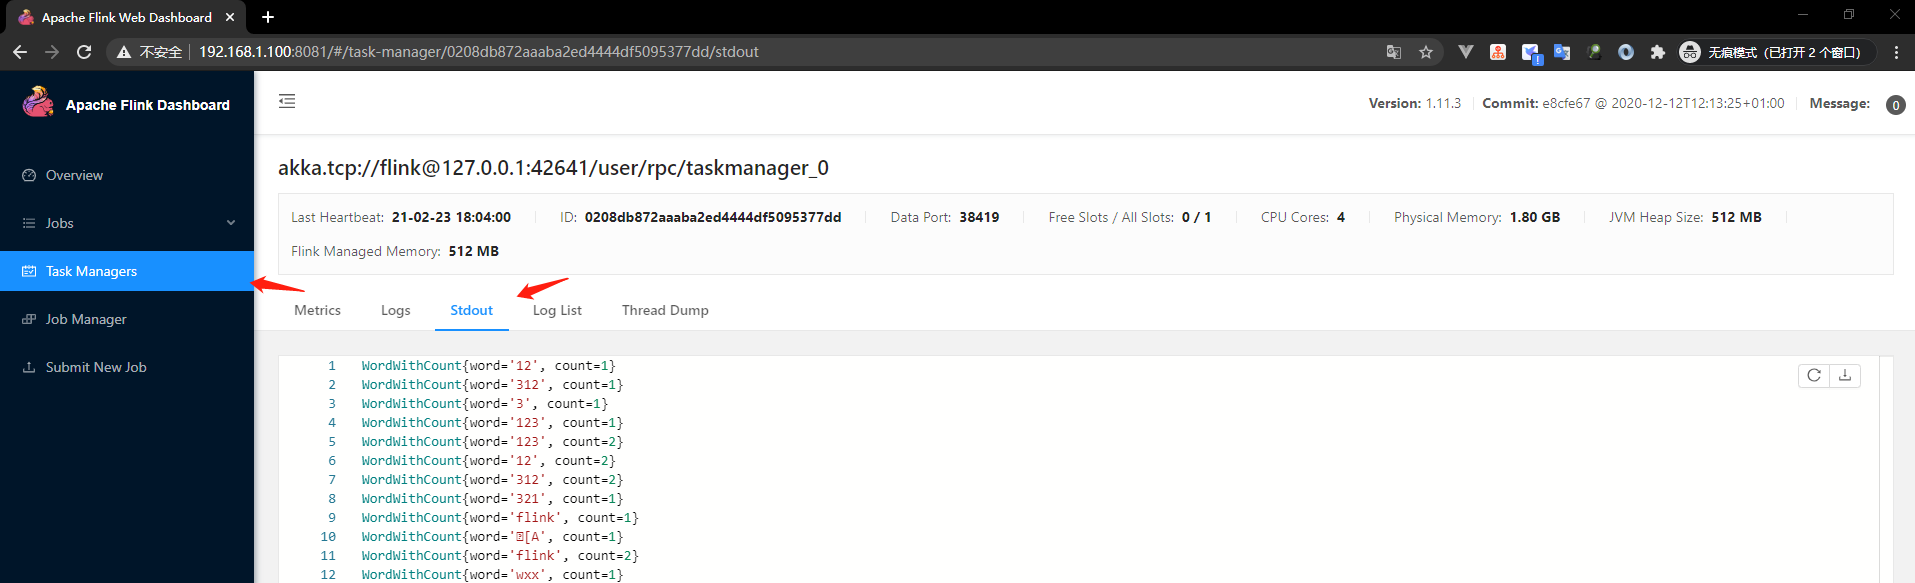 Apache Flink Web Dashboard
不安全 192.168.1.100:8081/#/task-manager/0208db872aaaba2ed4444df5095377dd/stdout
无痕模式（已打开 2 个窗口）
Apache Flink Dashboard
Version: 1.11.3 Commit: e8cfe67 @ 2020-12-12T12:13:25+01:00 Message: 0
Overview
Jobs
Task Managers
Job Manager
Submit New Job
akka.tcp://flink@127.0.0.1:42641/user/rpc/taskmanager_0
Last Heartbeat: 21-02-23 18:04:00 ID: 0208db872aaaba2ed4444df5095377dd Data Port: 38419 Free Slots / All Slots: 0 / 1 CPU Cores: 4 Physical Memory: 1.80 GB JVM Heap Size: 512 MB
Flink Managed Memory: 512 MB
Metrics Logs Stdout Log List Thread Dump
1 WordWithCount{word='12', count=1}
2 WordWithCount{word='312', count=1}
3 WordWithCount{word='3', count=1}
4 WordWithCount{word='123', count=1}
5 WordWithCount{word='123', count=2}
6 WordWithCount{word='12', count=2}
7 WordWithCount{word='312', count=2}
8 WordWithCount{word='321', count=1}
9 WordWithCount{word='flink', count=1}
10 WordWithCount{word='[A', count=1}
11 WordWithCount{word='flink', count=2}
12 WordWithCount{word='wxx', count=1}